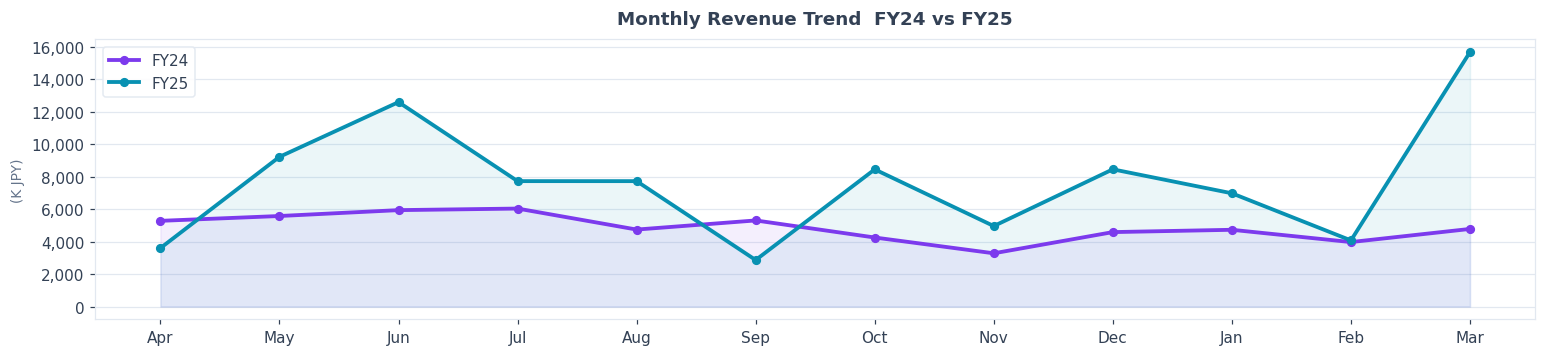 Monthly Revenue Trend  FY24 vs FY25
FY24
FY25
(K JPY)
16,000
14,000
12,000
10,000
8,000
6,000
4,000
2,000
0
Apr May Jun Jul Aug Sep Oct Nov Dec Jan Feb Mar